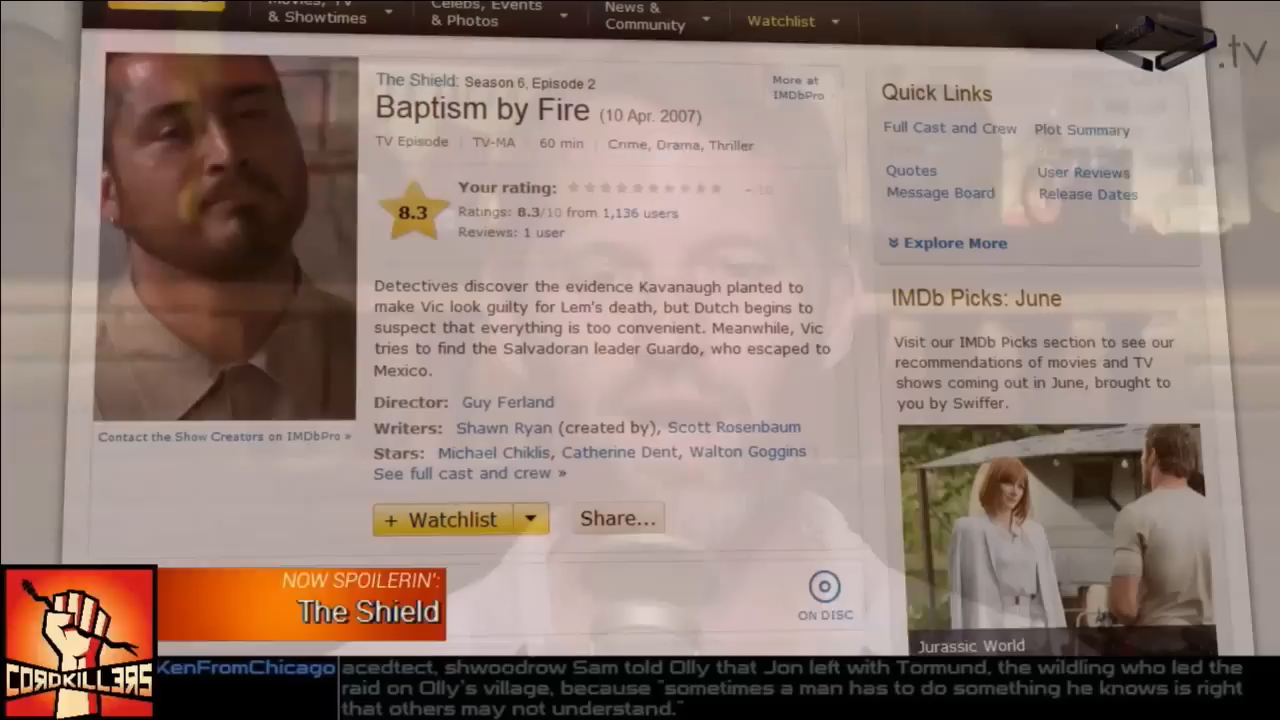 Movies, TV
& Showtimes
Celebs, Events
& Photos
News &
Community
Watchlist
.tv
The Shield: Season 6, Episode 2
Baptism by Fire (10 Apr. 2007)
TV Episode | TV-MA | 60 min | Crime, Drama, Thriller
More at
IMDbPro
8.3
Your rating:
Ratings: 8.3/10 from 1,136 users
Reviews: 1 user
Detectives discover the evidence Kavanaugh planted to
make Vic look guilty for Lem's death, but Dutch begins to
suspect that everything is too convenient. Meanwhile, Vic
tries to find the Salvadoran leader Guardo, who escaped to
Mexico.
Director: Guy Ferland
Writers: Shawn Ryan (created by), Scott Rosenbaum
Stars: Michael Chiklis, Catherine Dent, Walton Goggins
See full cast and crew »
+ Watchlist
Share...
ON DISC
Contact the Show Creators on IMDbPro »
Quick Links
Full Cast and Crew Plot Summary
Quotes User Reviews
Message Board Release Dates
Explore More
IMDb Picks: June
Visit our IMDb Picks section to see our
recommendations of movies and TV
shows coming out in June, brought to
you by Swiffer.
Jurassic World
NOW SPOILERIN':
The Shield
CORDKILL3RS
KenFromChicago
acedtect, shwoodrow Sam told Olly that Jon left with Tormund, the wildling who led the
raid on Olly's village, because "sometimes a man has to do something he knows is right
that others may not understand."